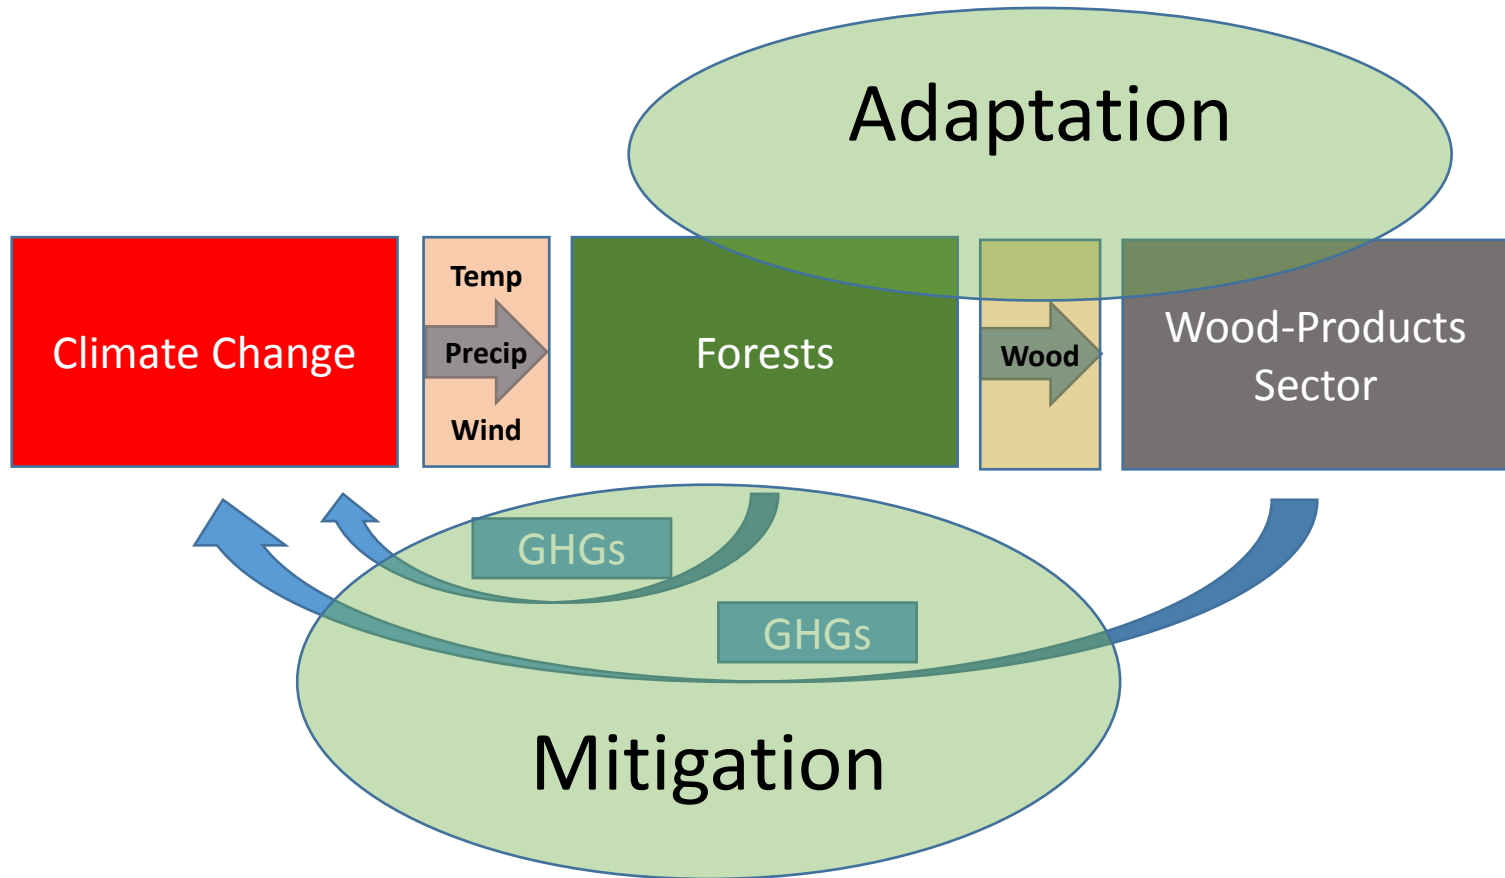 Adaptation
Climate Change
Temp
Precip
Wind
Forests
Wood
Wood-Products
Sector
GHGs
GHGs
Mitigation